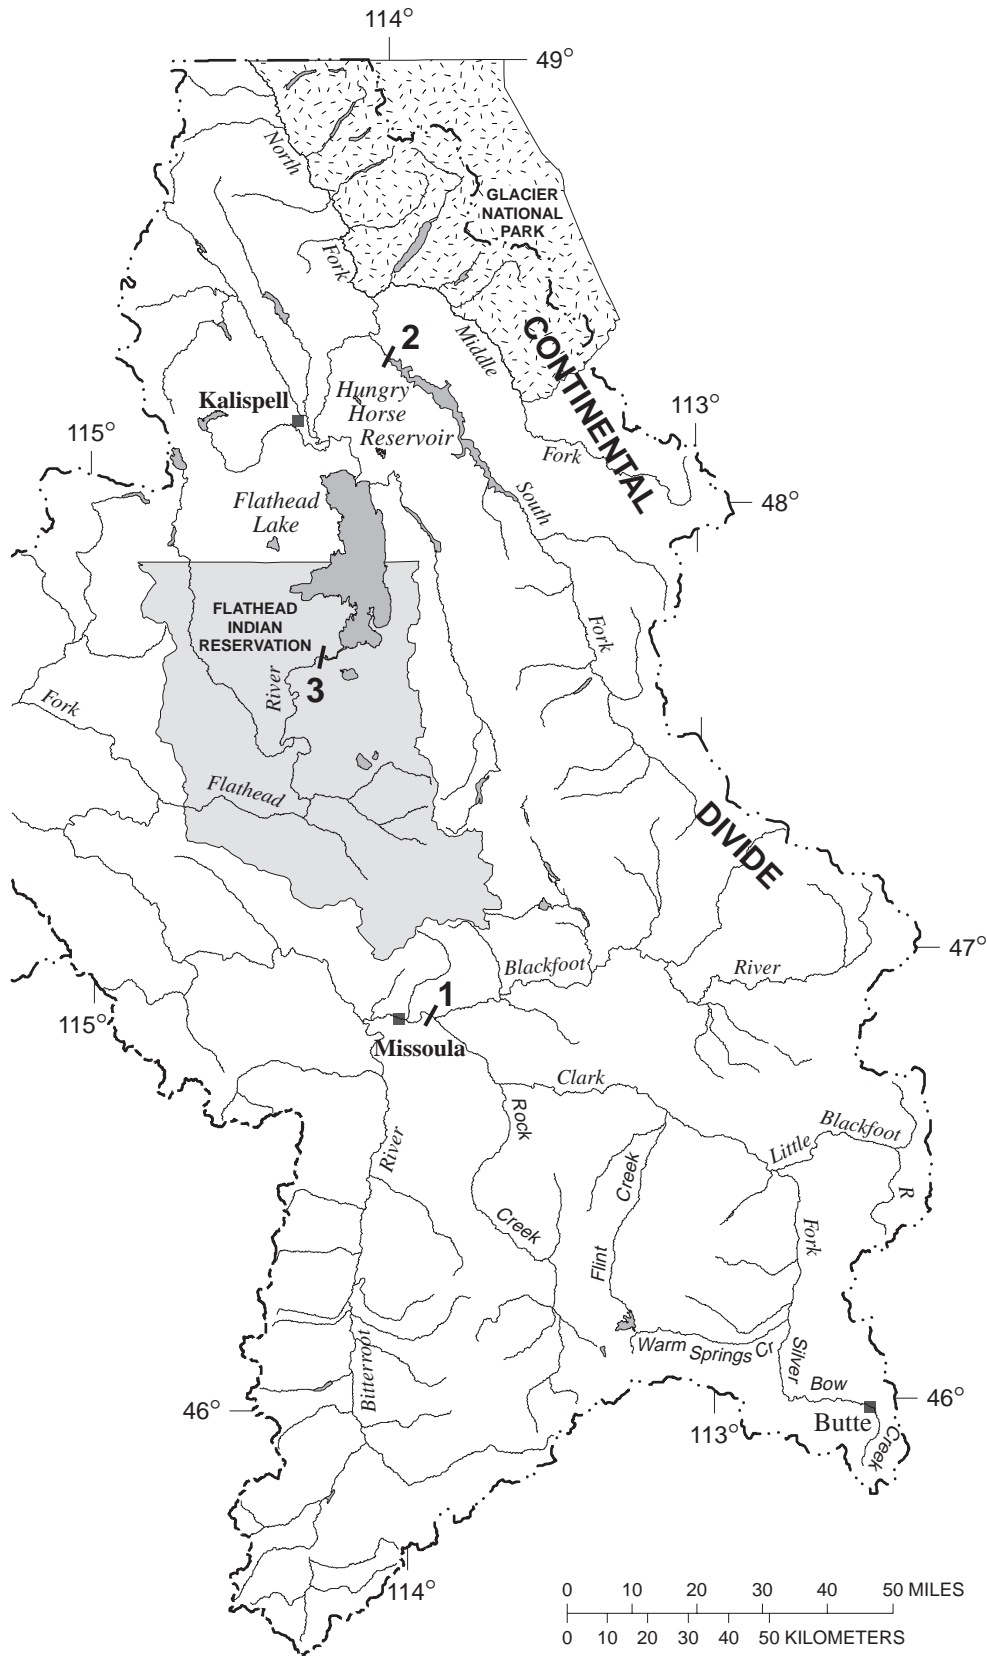 114°
49°
North
GLACIER
NATIONAL
PARK
Fork
2
Middle
CONTINENTAL
Kalispell
Hungry
Horse
Reservoir
113°
115°
Fork
Flathead
Lake
South
48°
FLATHEAD
INDIAN
RESERVATION
Fork
River
3
Fork
Flathead
DIVIDE
47°
Blackfoot
River
1
115°
Missoula
Clark
Rock
Little
Blackfoot
River
Creek
R
Creek
Fork
Flint
Warm Springs Cr
Silver
Bitterroot
Bow
46°
46°
Butte
113°
Creek
114°
0 10 20 30 40 50 MILES
0 10 20 30 40 50 KILOMETERS